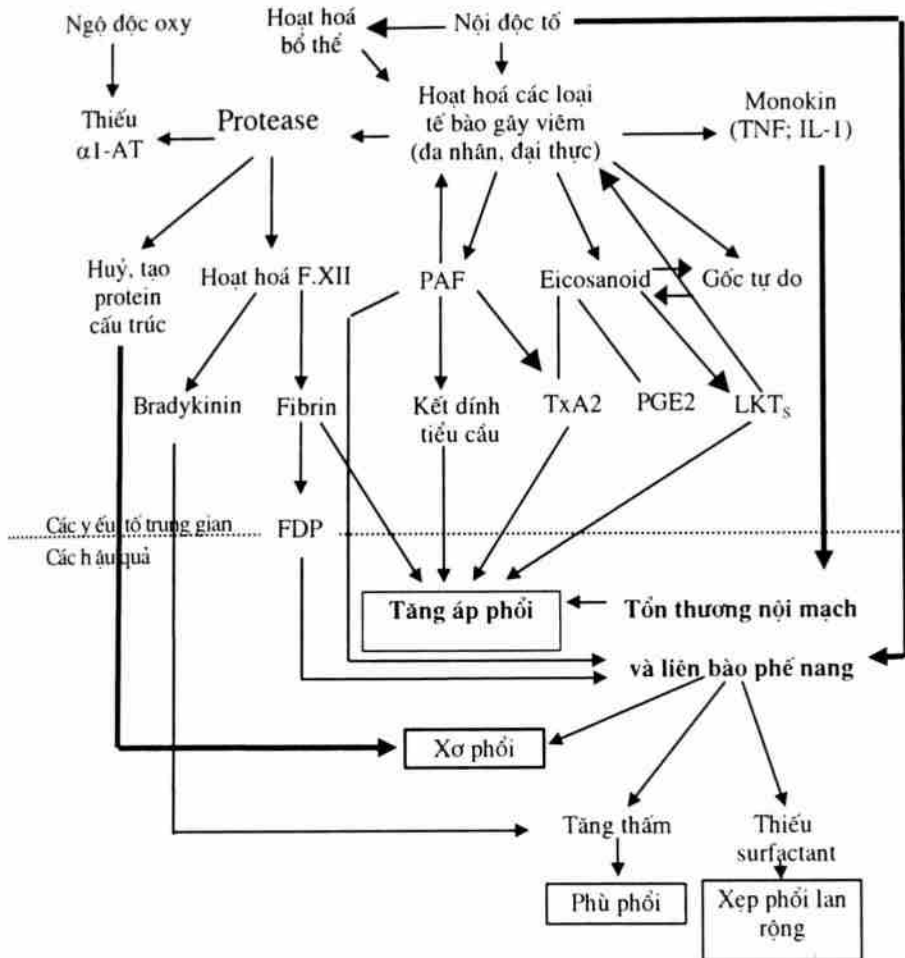 Ngộ độc oxy
Hoạt hoá
bổ thể
Nội độc tố
Thiếu
α1-AT
Protease
Hoạt hoá các loại
tế bào gây viêm
(đa nhân, đại thực)
Monokin
(TNF; IL-1)
Huỷ, tạo
protein
cấu trúc
Hoạt hoá F.XII
PAF
Eicosanoid
Gốc tự do
Bradykinin
Fibrin
Kết dính
tiểu cầu
TxA2
PGE2
LKTs
Các yếu tố trung gian
FDP
Các hậu quả
Tăng áp phổi
Tổn thương nội mạch
và liên bào phế nang
Xơ phổi
Tăng thấm
Thiếu
surfactant
Phù phổi
Xẹp phổi lan
rộng